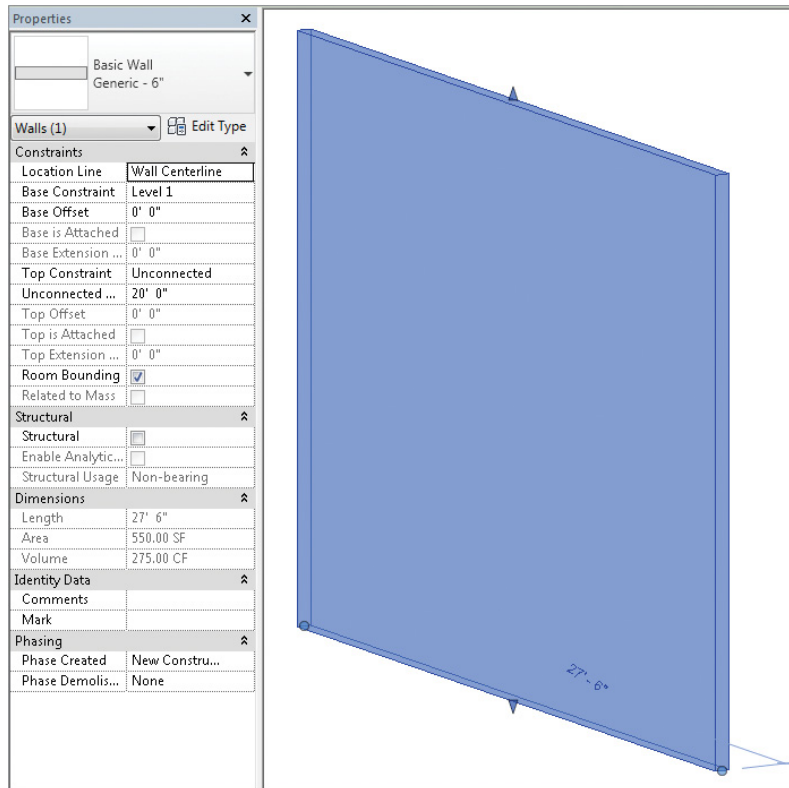 Properties
Basic Wall
Generic - 6"
Walls (1)
Edit Type
Constraints
Location Line Wall Centerline
Base Constraint Level 1
Base Offset 0' 0"
Base is Attached
Base Extension ... 0' 0"
Top Constraint Unconnected
Unconnected ... 20' 0"
Top Offset 0' 0"
Top is Attached
Top Extension ... 0' 0"
Room Bounding
Related to Mass
Structural
Structural
Enable Analytic...
Structural Usage Non-bearing
Dimensions
Length 27' 6"
Area 550.00 SF
Volume 275.00 CF
Identity Data
Comments
Mark
Phasing
Phase Created New Constru...
Phase Demolis... None
27' - 6"